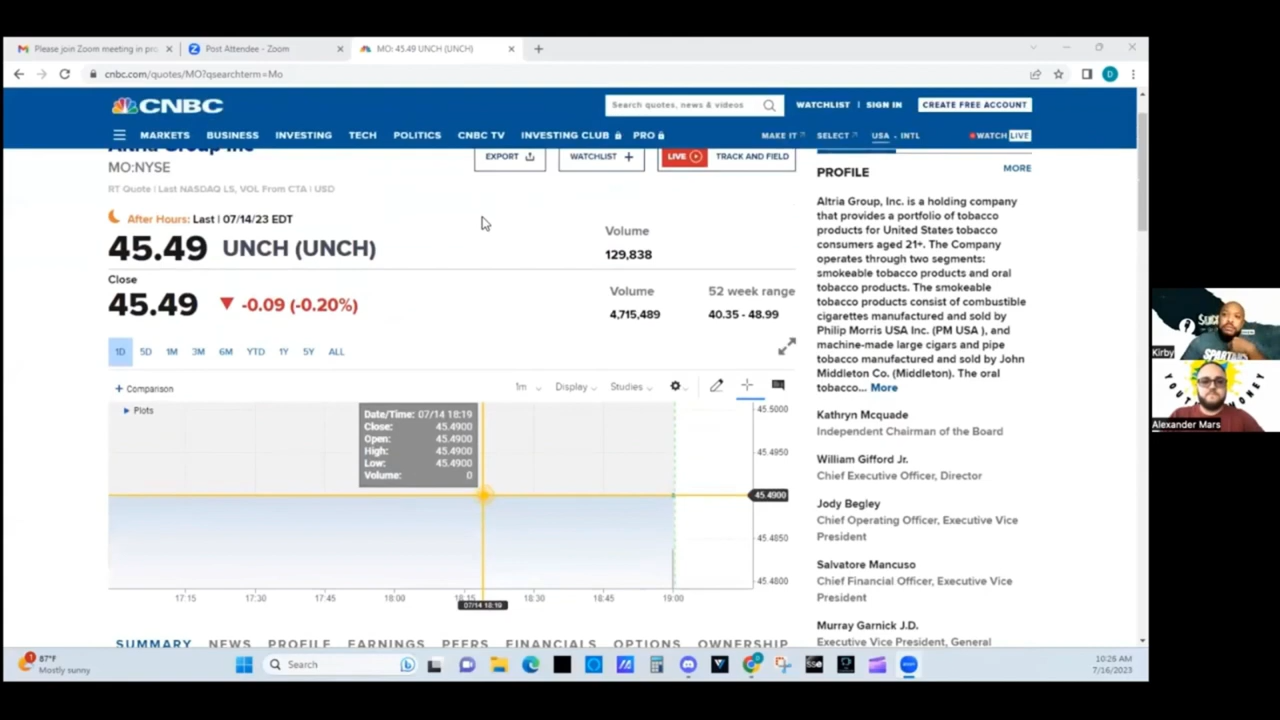 Please join Zoom meeting in pro
Post Attendee - Zoom
MO: 45.49 UNCH (UNCH)
cnbc.com/quotes/MO?qsearchterm=Mo
D
CNBC
Search quotes, news & videos
WATCHLIST | SIGN IN
CREATE FREE ACCOUNT
MARKETS BUSINESS INVESTING TECH POLITICS CNBC TV INVESTING CLUB PRO
MAKE IT SELECT USA • INTL WATCH LIVE
Altria Group Inc
MO:NYSE
EXPORT WATCHLIST + LIVE TRACK AND FIELD
RT Quote | Last NASDAQ LS, VOL From CTA | USD
After Hours: Last | 07/14/23 EDT
45.49 UNCH (UNCH)
Volume
129,838
Close
45.49 -0.09 (-0.20%)
Volume
4,715,489
52 week range
40.35 - 48.99
1D 5D 1M 3M 6M YTD 1Y 5Y ALL
+ Comparison
1m Display Studies
Plots
Date/Time: 07/14 18:19
Close: 45.4900
Open: 45.4900
High: 45.4900
Low: 45.4900
Volume: 0
45.5000
45.4950
45.4900
45.4850
45.4800
17:15 17:30 17:45 18:00 18:15 18:30 18:45 19:00
07/14 18:19
SUMMARY NEWS PROFILE EARNINGS PEERS FINANCIALS OPTIONS OWNERSHIP
PROFILE
MORE
Altria Group, Inc. is a holding company
that provides a portfolio of tobacco
products for United States tobacco
consumers aged 21+. The Company
operates through two segments:
smokeable tobacco products and oral
tobacco products. The smokeable
tobacco products consist of combustible
cigarettes manufactured and sold by
Philip Morris USA Inc. (PM USA ), and
machine-made large cigars and pipe
tobacco manufactured and sold by John
Middleton Co. (Middleton). The oral
tobacco... More
Kathryn Mcquade
Independent Chairman of the Board
William Gifford Jr.
Chief Executive Officer, Director
Jody Begley
Chief Operating Officer, Executive Vice
President
Salvatore Mancuso
Chief Financial Officer, Executive Vice
President
Murray Garnick J.D.
Executive Vice President, General
Kirby
Alexander Mars
1
87°F
Mostly sunny
Search
10:26 AM
7/16/2023